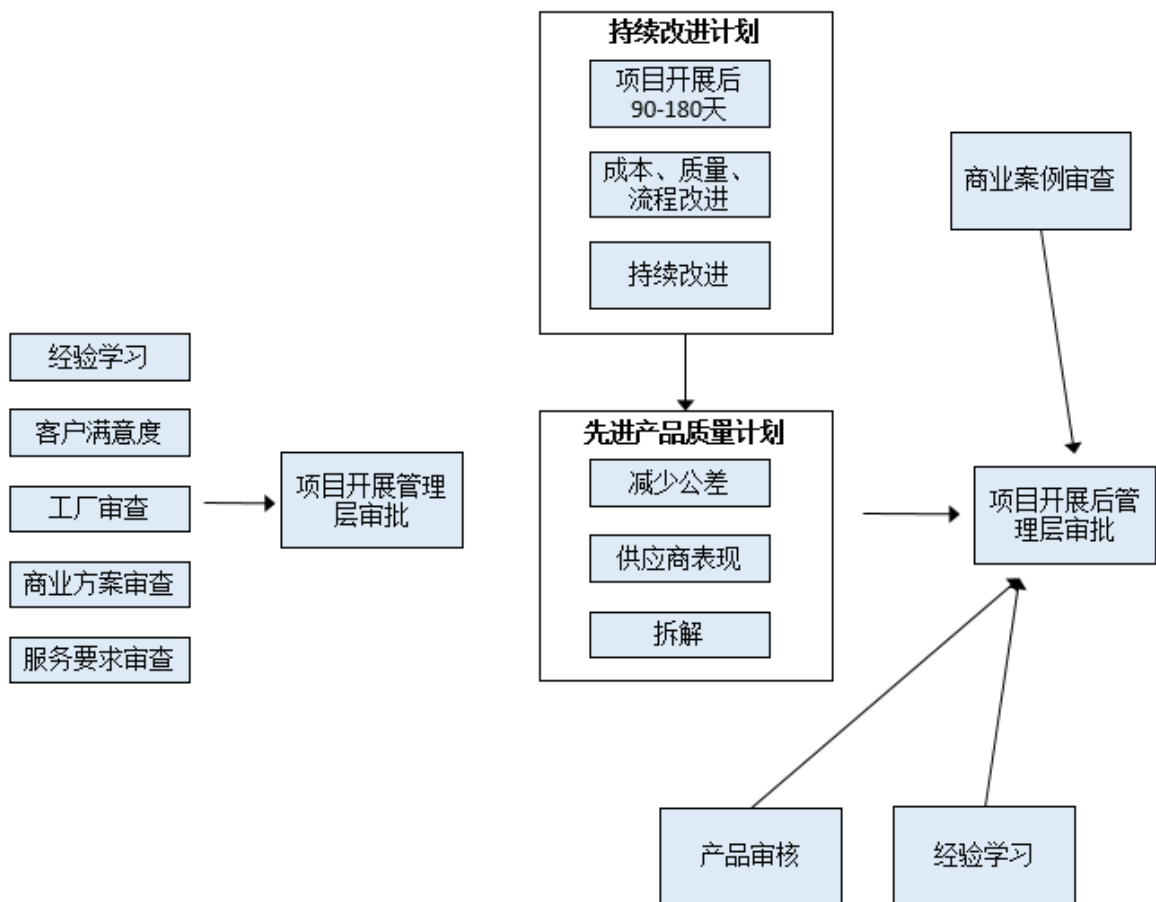 持续改进计划
项目开展后
90-180天
成本、质量、
流程改进
持续改进
商业案例审查
经验学习
客户满意度
工厂审查
商业方案审查
服务要求审查
项目开展管理
层审批
先进产品质量计划
减少公差
供应商表现
拆解
项目开展后管
理层审批
产品审核
经验学习